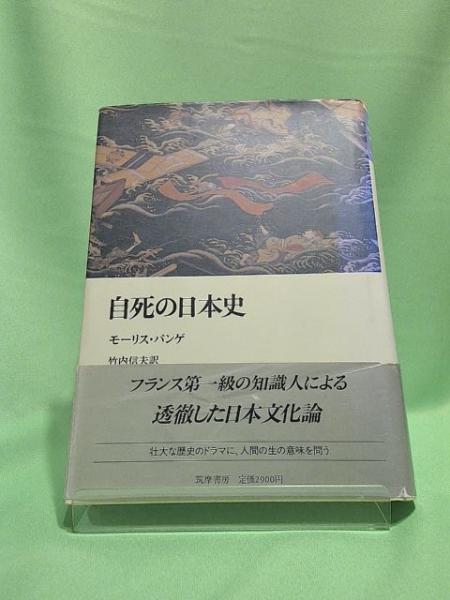 自死の日本史
モーリス・パンゲ
竹内信夫訳
フランス第一級の知識人による
透徹した日本文化論
壮大な歴史のドラマに、人間の生の意味を問う
筑摩書房 定価2900円